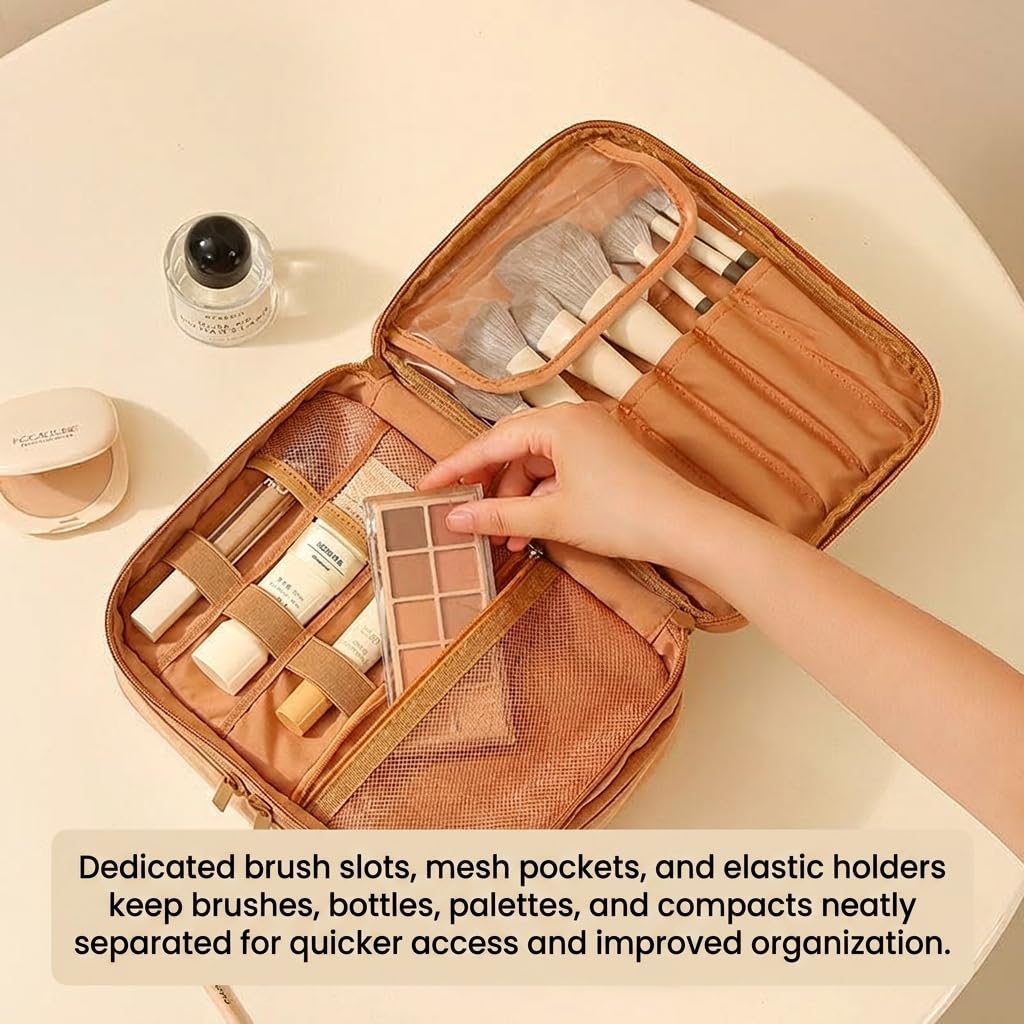 Dedicated brush slots, mesh pockets, and elastic holders
keep brushes, bottles, palettes, and compacts neatly
separated for quicker access and improved organization.